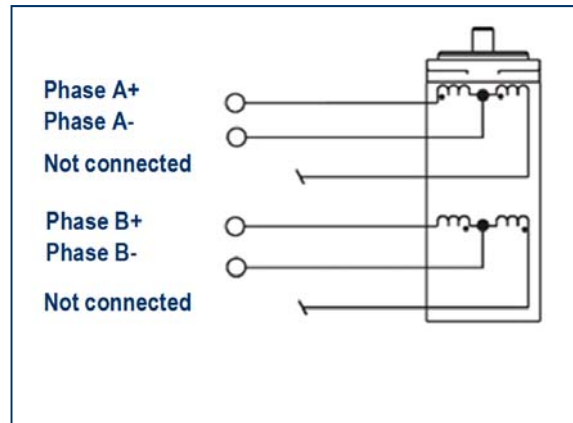 Phase A+
Phase A-
Not connected
Phase B+
Phase B-
Not connected